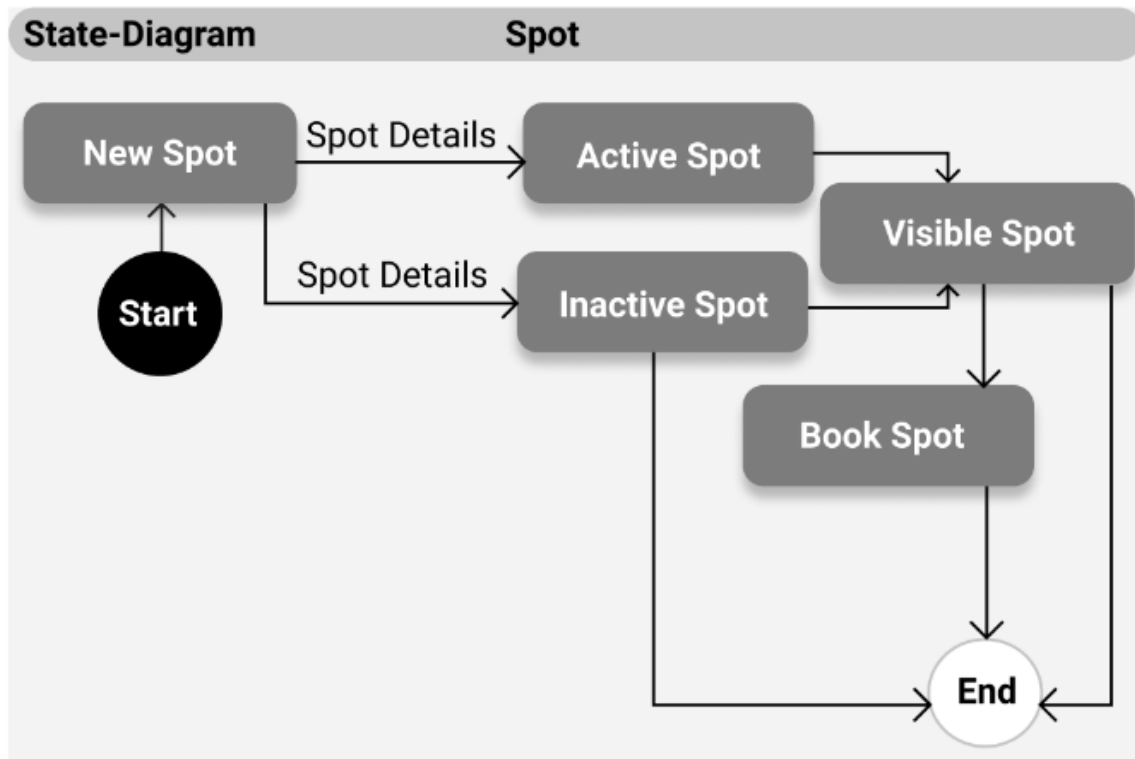 State-Diagram Spot
Spot Details
New Spot
Active Spot
Visible Spot
Spot Details
Inactive Spot
Start
Book Spot
End